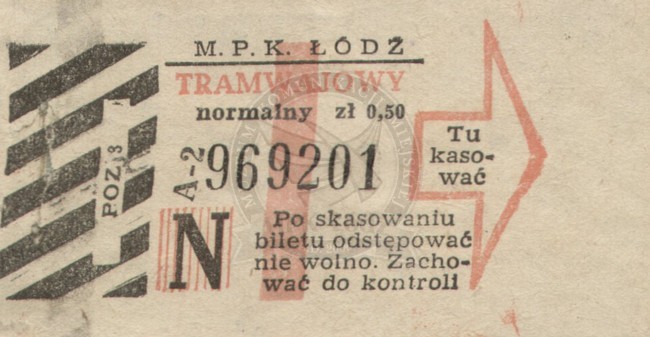 M. P. K. ŁÓDŹ
TRAMWAJOWY
normalny zł 0,50
A-2 969201
Tu
kaso-
wać
POZ. 3
N
Po skasowaniu
biletu odstępować
nie wolno. Zacho-
wać do kontroli